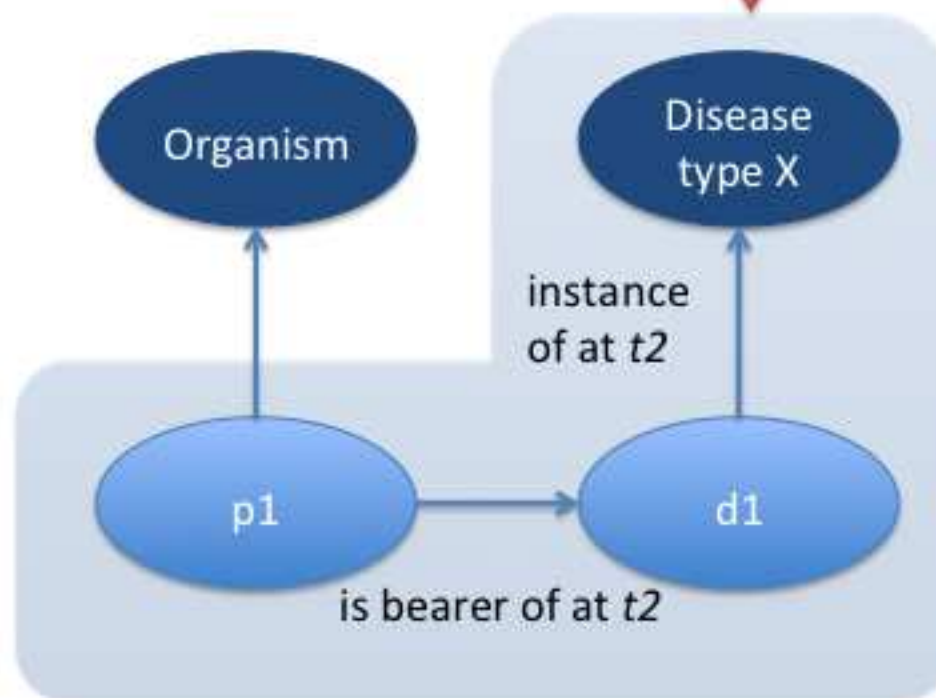 Organism
Disease
type X
instance
of at t2
p1
d1
is bearer of at t2